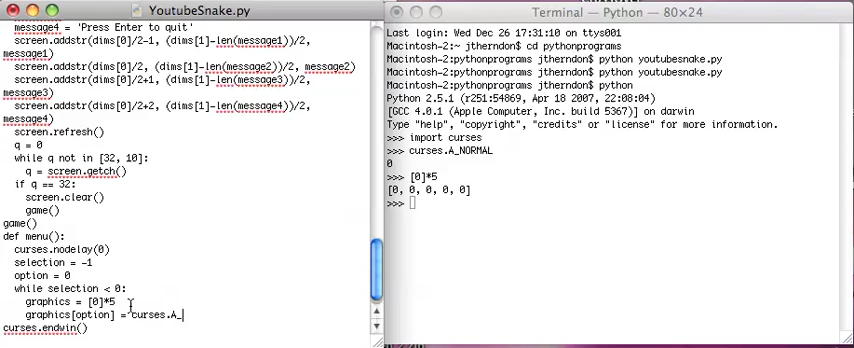 YoutubeSnake.py
message4 = 'Press Enter to quit'
screen.addstr(dims[0]/2-1, (dims[1]-len(message1))/2,
message1)
screen.addstr(dims[0]/2, (dims[1]-len(message2))/2, message2)
screen.addstr(dims[0]/2+1, (dims[1]-len(message3))/2,
message3)
screen.addstr(dims[0]/2+2, (dims[1]-len(message4))/2,
message4)
screen.refresh()
q = 0
while q not in [32, 10]:
q = screen.getch()
if q == 32:
screen.clear()
game()
game()
def menu():
curses.nodelay(0)
selection = -1
option = 0
while selection < 0:
graphics = [0]*5
graphics[option] = curses.A_
curses.endwin()
Terminal — Python — 80×24
Last login: Wed Dec 26 17:31:10 on ttys001
Macintosh-2:~ jtherndon$ cd pythonprograms
Macintosh-2:pythonprograms jtherndon$ python youtubesnake.py
Macintosh-2:pythonprograms jtherndon$ python youtubesnake.py
Macintosh-2:pythonprograms jtherndon$ python
Python 2.5.1 (r251:54869, Apr 18 2007, 22:08:04)
[GCC 4.0.1 (Apple Computer, Inc. build 5367)] on darwin
Type "help", "copyright", "credits" or "license" for more information.
>>> import curses
>>> curses.A_NORMAL
0
>>> [0]*5
[0, 0, 0, 0, 0]
>>>